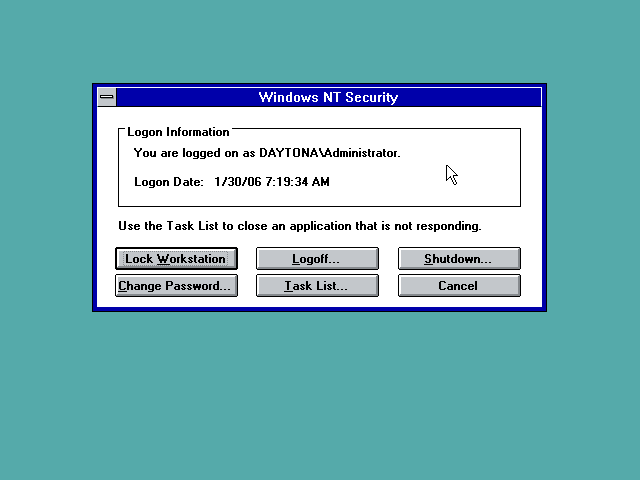 Windows NT Security
Logon Information
You are logged on as DAYTONA\Administrator.
Logon Date: 1/30/06 7:19:34 AM
Use the Task List to close an application that is not responding.
Lock Workstation Logoff... Shutdown...
Change Password... Task List... Cancel